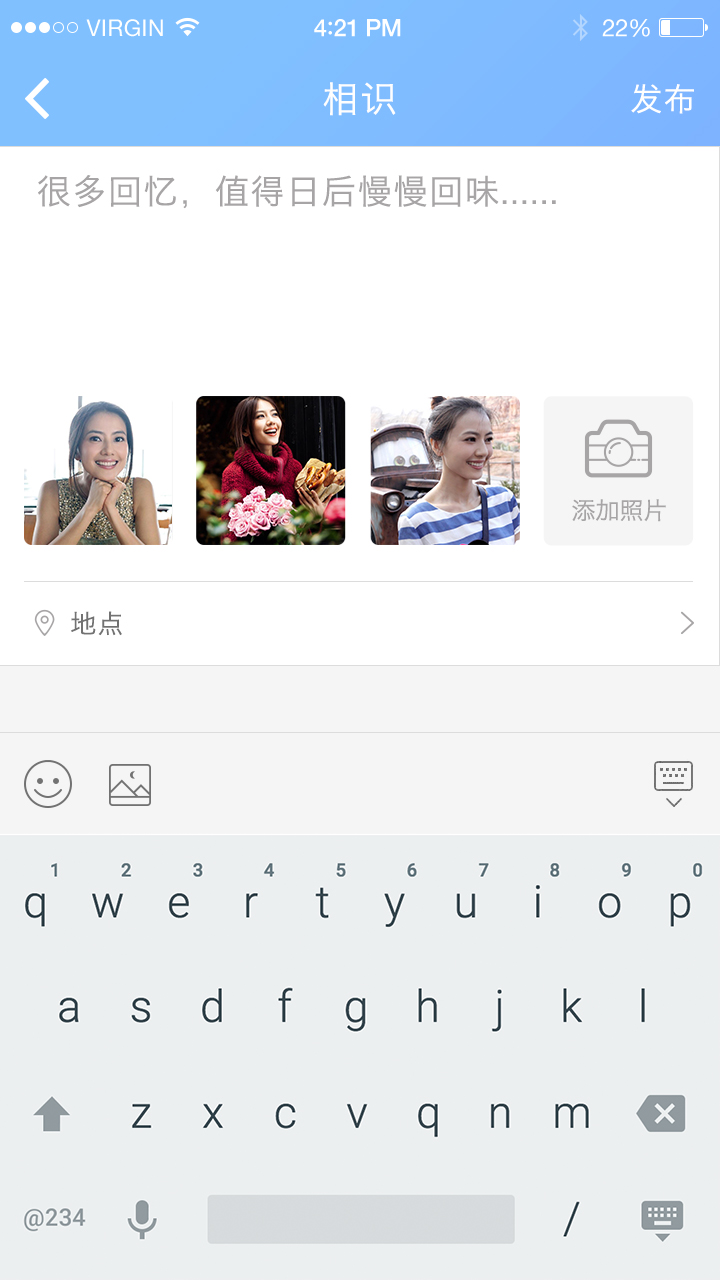 VIRGIN 4:21 PM 22%
相识 发布
很多回忆，值得日后慢慢回味......
添加照片
地点
1 2 3 4 5 6 7 8 9 0
q w e r t y u i o p
a s d f g h j k l
z x c v q n m
@234 /